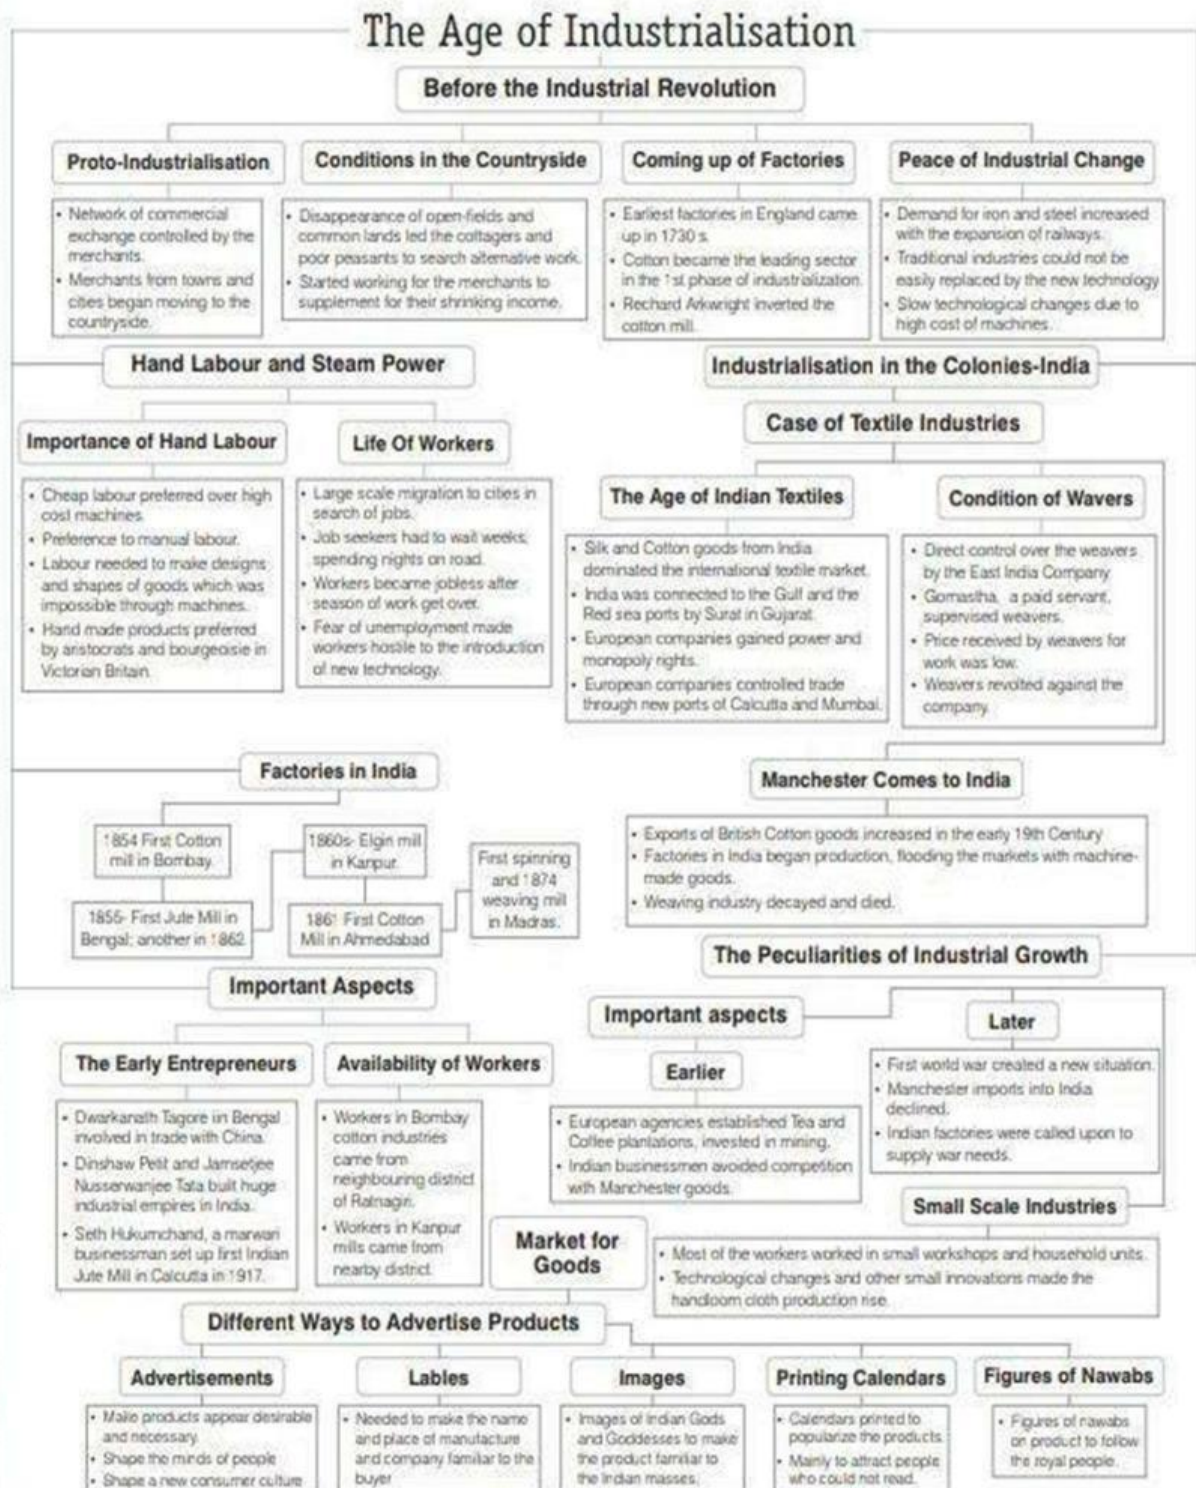 The Age of Industrialisation
Before the Industrial Revolution
Proto-Industrialisation
• Network of commercial
exchange controlled by the
merchants.
• Merchants from towns and
cities began moving to the
countryside.
Conditions in the Countryside
• Disappearance of open-fields and
common lands led the cottagers and
poor peasants to search alternative work.
• Started working for the merchants to
supplement for their shrinking income.
Coming up of Factories
• Earliest factories in England came
up in 1730 s.
• Cotton became the leading sector
in the 1st phase of industrialization.
• Rechard Arkwright inverted the
cotton mill.
Peace of Industrial Change
• Demand for iron and steel increased
with the expansion of railways.
• Traditional industries could not be
easily replaced by the new technology
• Slow technological changes due to
high cost of machines.
Hand Labour and Steam Power
Importance of Hand Labour
• Cheap labour preferred over high
cost machines.
• Preference to manual labour.
• Labour needed to make designs
and shapes of goods which was
impossible through machines.
• Hand made products preferred
by aristocrats and bourgeoisie in
Victorian Britain.
Life Of Workers
• Large scale migration to cities in
search of jobs.
• Job seekers had to wait weeks,
spending nights on road.
• Workers became jobless after
season of work get over.
• Fear of unemployment made
workers hostile to the introduction
of new technology.
Industrialisation in the Colonies-India
Case of Textile Industries
The Age of Indian Textiles
• Silk and Cotton goods from India
dominated the international textile market.
• India was connected to the Gulf and the
Red sea ports by Surat in Gujarat.
• European companies gained power and
monopoly rights.
• European companies controlled trade
through new ports of Calcutta and Mumbai.
Condition of Wavers
• Direct control over the weavers
by the East India Company
• Gomastha, a paid servant,
supervised weavers.
• Price received by weavers for
work was low.
• Weavers revolted against the
company.
Factories in India
1854 First Cotton
mill in Bombay.
1855- First Jute Mill in
Bengal; another in 1862
1860s- Elgin mill
in Kanpur.
1861 First Cotton
Mill in Ahmedabad
First spinning
and 1874
weaving mill
in Madras.
Manchester Comes to India
• Exports of British Cotton goods increased in the early 19th Century
• Factories in India began production, flooding the markets with machine-
made goods.
• Weaving industry decayed and died.
Important Aspects
The Early Entrepreneurs
• Dwarkanath Tagore in Bengal
involved in trade with China.
• Dinshaw Petit and Jamsetjee
Nusserwanjee Tata built huge
industrial empires in India.
• Seth Hukumchand, a marwari
businessman set up first Indian
Jute Mill in Calcutta in 1917.
Availability of Workers
• Workers in Bombay
cotton industries
came from
neighbouring district
of Ratnagiri.
• Workers in Kanpur
mills came from
nearby district.
The Peculiarities of Industrial Growth
Important aspects
Earlier
• European agencies established Tea and
Coffee plantations, invested in mining.
• Indian businessmen avoided competition
with Manchester goods.
Later
• First world war created a new situation.
• Manchester imports into India
declined.
• Indian factories were called upon to
supply war needs.
Small Scale Industries
• Most of the workers worked in small workshops and household units.
• Technological changes and other small innovations made the
handloom cloth production rise.
Market for
Goods
Different Ways to Advertise Products
Advertisements
• Make products appear desirable
and necessary.
• Shape the minds of people
• Shape a new consumer culture
Lables
• Needed to make the name
and place of manufacture
and company familiar to the
buyer
Images
• Images of Indian Gods
and Goddesses to make
the product familiar to
the Indian masses.
Printing Calendars
• Calendars printed to
popularize the products
• Mainly to attract people
who could not read.
Figures of Nawabs
• Figures of nawabs
on product to follow
the royal people.